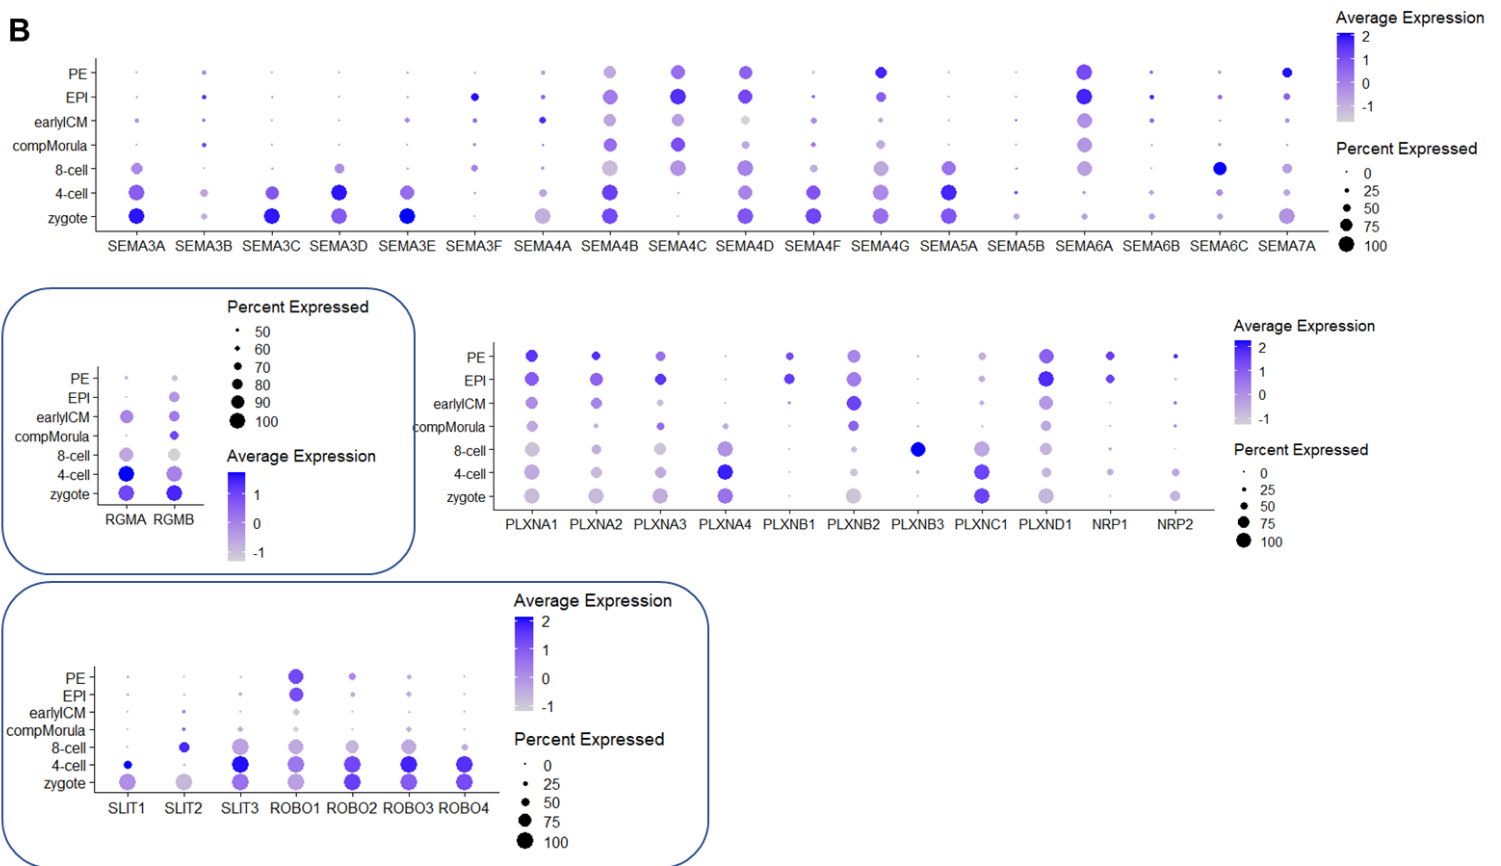 B
Average Expression
2
1
0
-1
Percent Expressed
0
25
50
75
100
PE
EPI
earlyICM
compMorula
8-cell
4-cell
zygote
SEMA3A SEMA3B SEMA3C SEMA3D SEMA3E SEMA3F SEMA4A SEMA4B SEMA4C SEMA4D SEMA4F SEMA4G SEMA5A SEMA5B SEMA6A SEMA6B SEMA6C SEMA7A
Percent Expressed
50
60
70
80
90
100
Average Expression
1
0
-1
PE
EPI
earlyICM
compMorula
8-cell
4-cell
zygote
RGMA RGMB
PE
EPI
earlyICM
compMorula
8-cell
4-cell
zygote
PLXNA1 PLXNA2 PLXNA3 PLXNA4 PLXNB1 PLXNB2 PLXNB3 PLXNC1 PLXND1 NRP1 NRP2
Average Expression
2
1
0
-1
Percent Expressed
0
25
50
75
100
PE
EPI
earlyICM
compMorula
8-cell
4-cell
zygote
SLIT1 SLIT2 SLIT3 ROBO1 ROBO2 ROBO3 ROBO4
Average Expression
2
1
0
-1
Percent Expressed
0
25
50
75
100